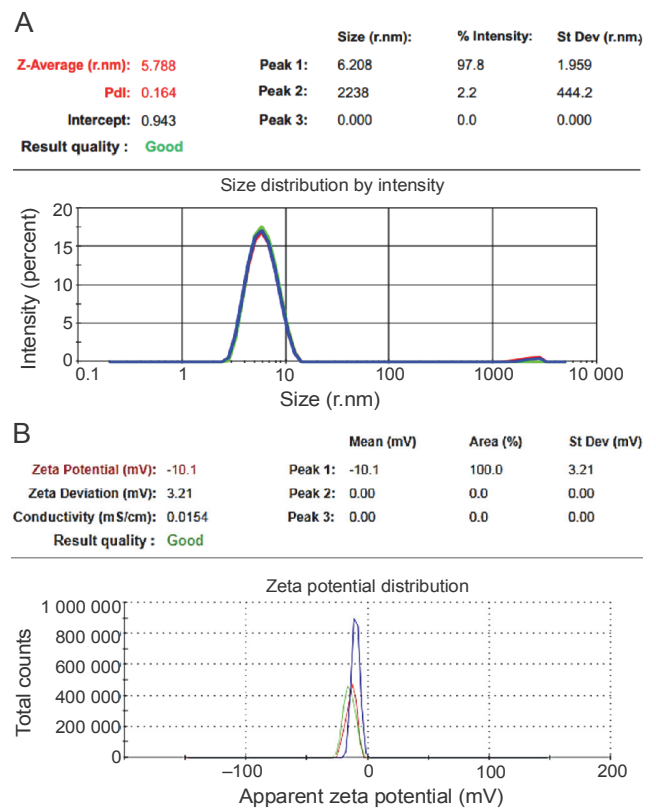 A
Size (r.nm): % Intensity: St Dev (r.nm):
Z-Average (r.nm): 5.788 Peak 1: 6.208 97.8 1.959
PdI: 0.164 Peak 2: 2238 2.2 444.2
Intercept: 0.943 Peak 3: 0.000 0.0 0.000
Result quality : Good
Size distribution by intensity
Intensity (percent)
20
15
10
5
0
0.1 1 10 100 1000 10 000
Size (r.nm)
B
Mean (mV) Area (%) St Dev (mV)
Zeta Potential (mV): -10.1 Peak 1: -10.1 100.0 3.21
Zeta Deviation (mV): 3.21 Peak 2: 0.00 0.0 0.00
Conductivity (mS/cm): 0.0154 Peak 3: 0.00 0.0 0.00
Result quality : Good
Zeta potential distribution
Total counts
1 000 000
800 000
600 000
400 000
200 000
0
–100 0 100 200
Apparent zeta potential (mV)